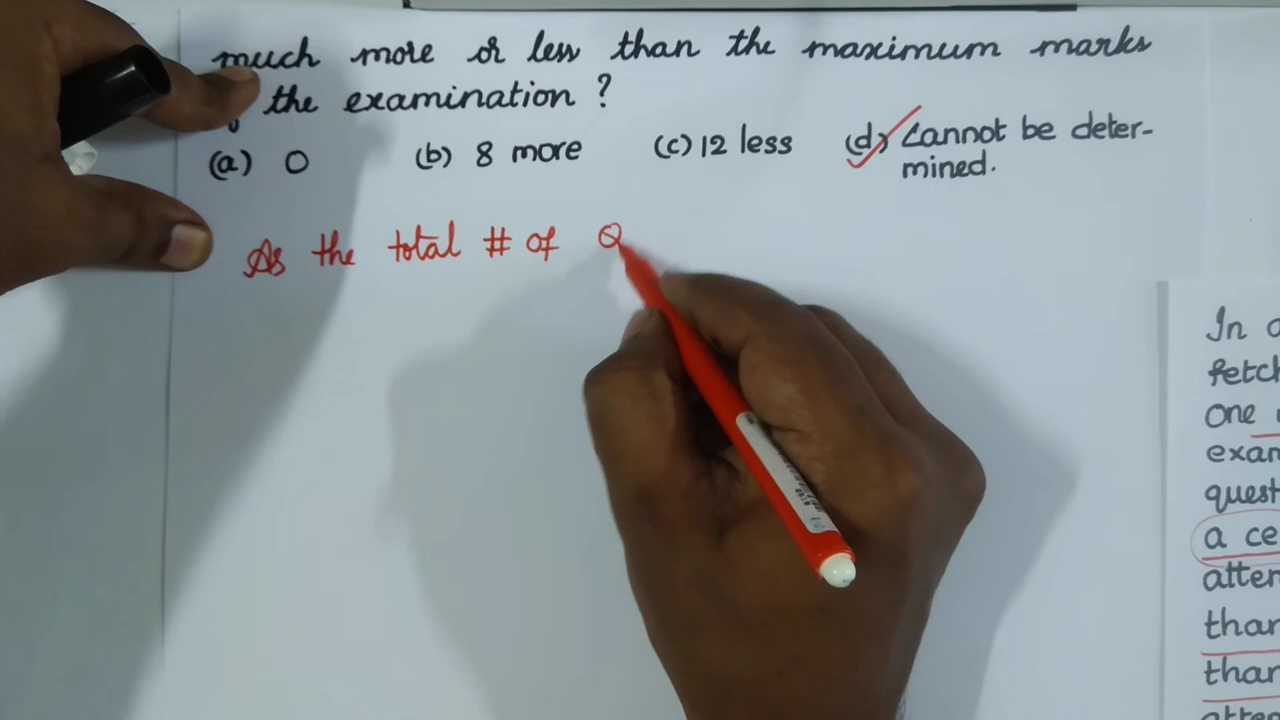 much more or less than the maximum marks
the examination ?
(a) 0 (b) 8 more (c) 12 less (d) Cannot be deter-
mined.
As the total # of Q
In
fetch
one
exam
quest
a ce
atten
than
than